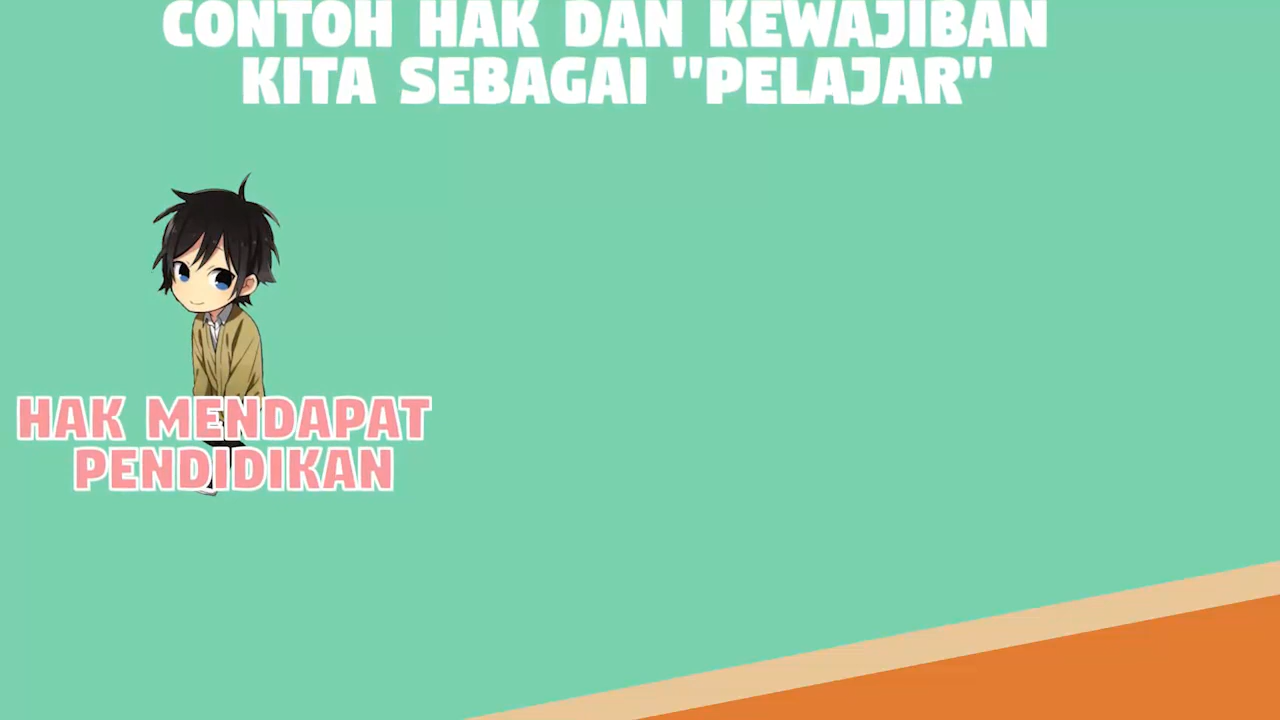 CONTOH HAK DAN KEWAJIBAN
KITA SEBAGAI "PELAJAR"
HAK MENDAPAT
PENDIDIKAN